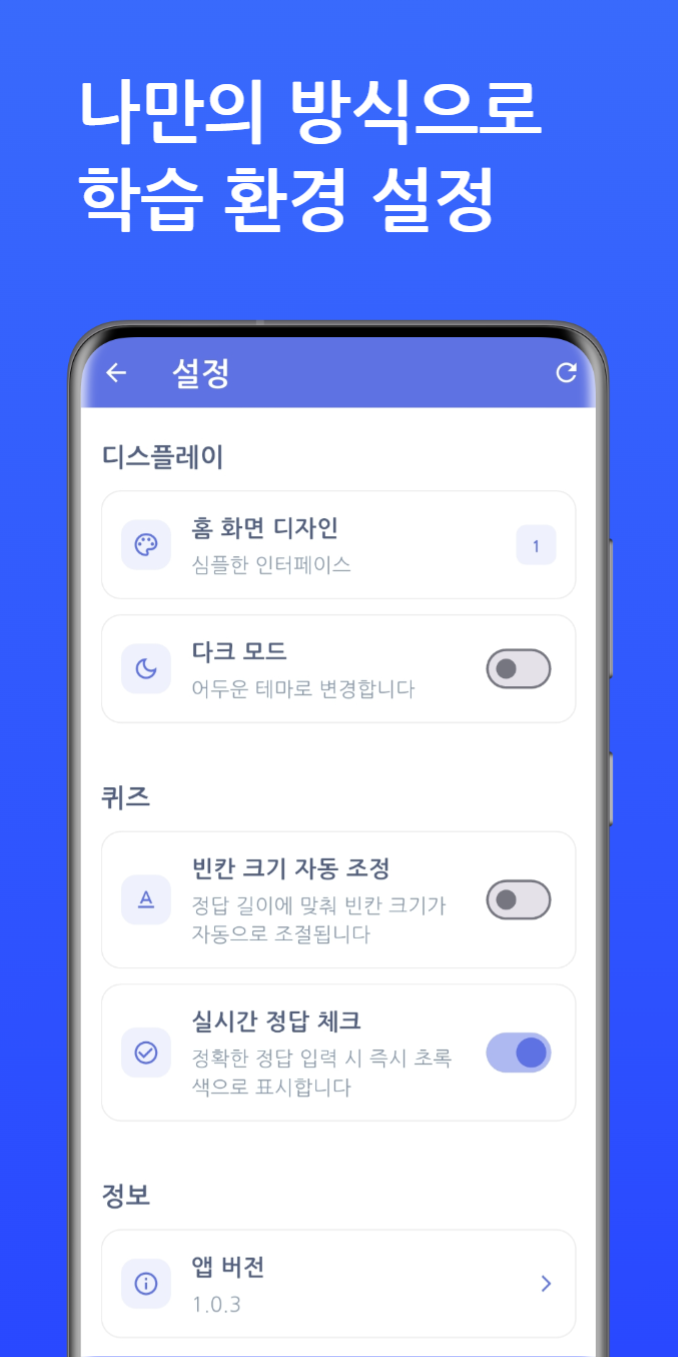 나만의 방식으로
학습 환경 설정
설정
디스플레이
홈 화면 디자인
심플한 인터페이스
1
다크 모드
어두운 테마로 변경합니다
퀴즈
빈칸 크기 자동 조정
정답 길이에 맞춰 빈칸 크기가
자동으로 조절됩니다
A
실시간 정답 체크
정확한 정답 입력 시 즉시 초록
색으로 표시합니다
정보
앱 버전
1.0.3